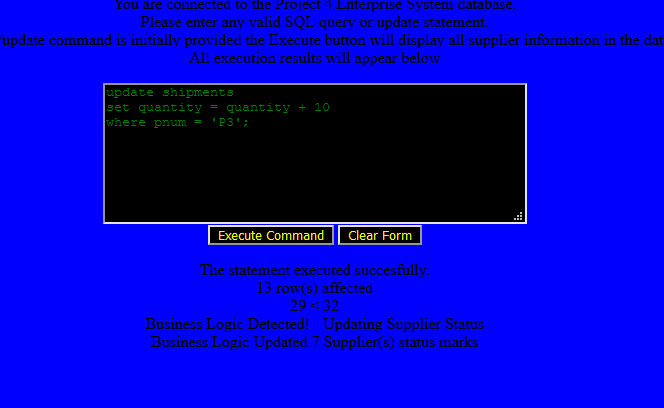 You are connected to the Project 4 Enterprise System database.
Please enter any valid SQL query or update statement.
/update command is initially provided the Execute button will display all supplier information in the
All execution results will appear below
update shipments
set quantity = quantity + 10
where pnum = 'P3';
Execute Command Clear Form
The statement executed succesfully.
13 row(s) affected
29 < 32
Business Logic Detected! - Updating Supplier Status
Business Logic Updated 7 Supplier(s) status marks